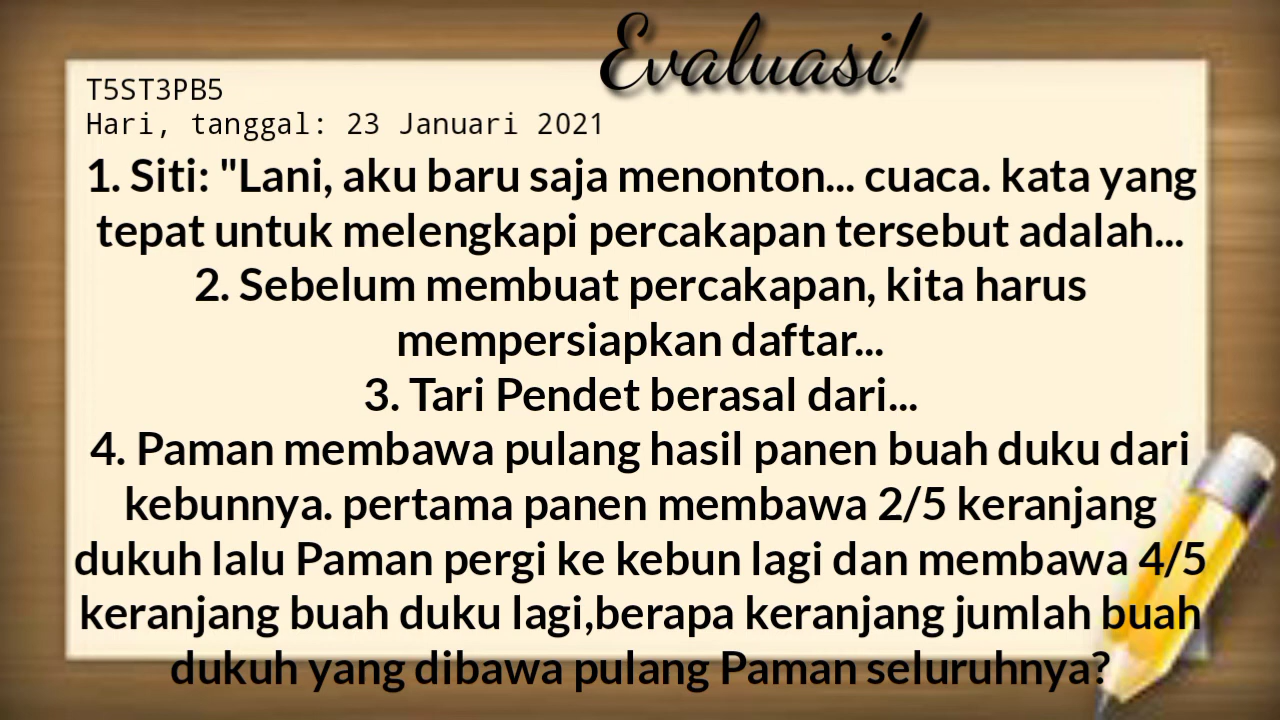 Evaluasi!
T5ST3PB5
Hari, tanggal: 23 Januari 2021
1. Siti: "Lani, aku baru saja menonton... cuaca. kata yang
tepat untuk melengkapi percakapan tersebut adalah...
2. Sebelum membuat percakapan, kita harus
mempersiapkan daftar...
3. Tari Pendet berasal dari...
4. Paman membawa pulang hasil panen buah duku dari
kebunnya. pertama panen membawa 2/5 keranjang
dukuh lalu Paman pergi ke kebun lagi dan membawa 4/5
keranjang buah duku lagi,berapa keranjang jumlah buah
dukuh yang dibawa pulang Paman seluruhnya?